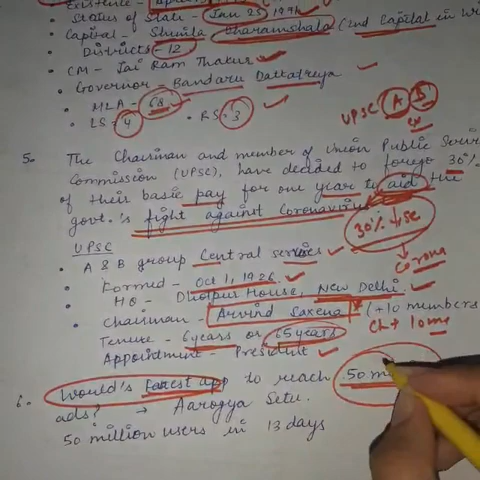 Existence - April
Status of State - Jan 25, 1971
Capital - Shimla Dharamshala (2nd Capital in Wi
Districts - 12
CM - Jai Ram Thakur
Governor - Bandaru Dattatreya
MLA - 68
LS - 4 RS - 3
UPSC A B
5. The Chairman and member of Union Public Servi
Commission (UPSC), have decided to forego 30%
of their basic pay for one year to aid the
govt.'s fight against Coronavirus.
30%
Corona
UPSC
A & B group Central services
Formed - Oct 1, 1926
HQ - Dholpur House, New Delhi.
Chairman - Arvind Saxena (+10 members
Ch + 10 me
Tenure - 6 years or 65 years
Appointment - President
6. Would's fastest app to reach 50 m
ads? → Aarogya Setu.
50 million users in 13 days